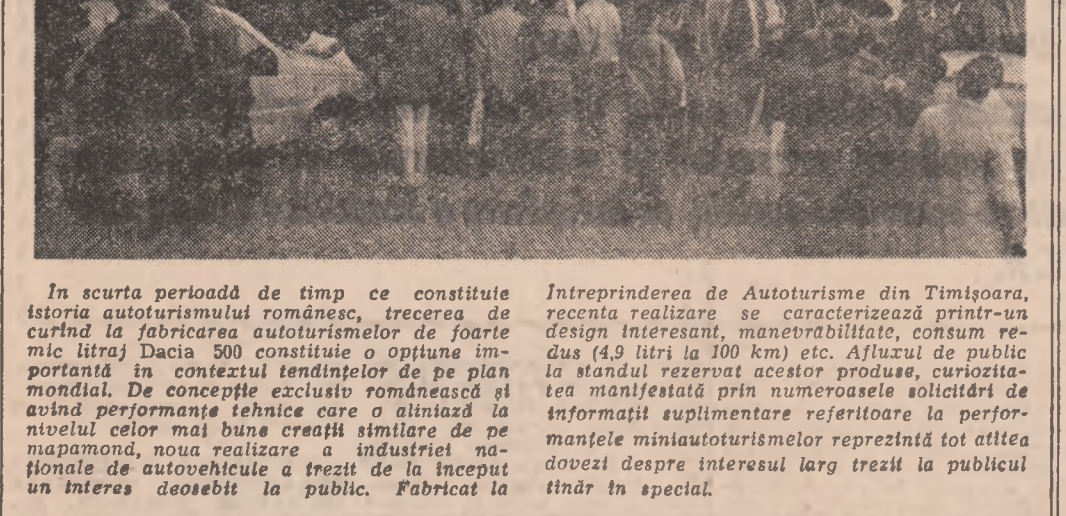 In scurta perioadă de timp ce constituie
istoria autoturismului românesc, trecerea de
curînd la fabricarea autoturismelor de foarte
mic litraj Dacia 500 constituie o opțiune im-
portantă în contextul tendințelor de pe plan
mondial. De concepție exclusiv românească și
avînd performanțe tehnice care o aliniază la
nivelul celor mai bune creații similare de pe
mapamond, noua realizare a industriei na-
ționale de autovehicule a trezit de la început
un interes deosebit la public. Fabricat la
Intreprinderea de Autoturisme din Timișoara,
recenta realizare se caracterizează printr-un
design interesant, manevrabilitate, consum re-
dus (4,9 litri la 100 km) etc. Afluxul de public
la standul rezervat acestor produse, curiozita-
tea manifestată prin numeroasele solicitări de
informații suplimentare referitoare la perfor-
manțele miniautoturismelor reprezintă tot atîtea
dovezi despre interesul larg trezit la publicul
tînăr în special.